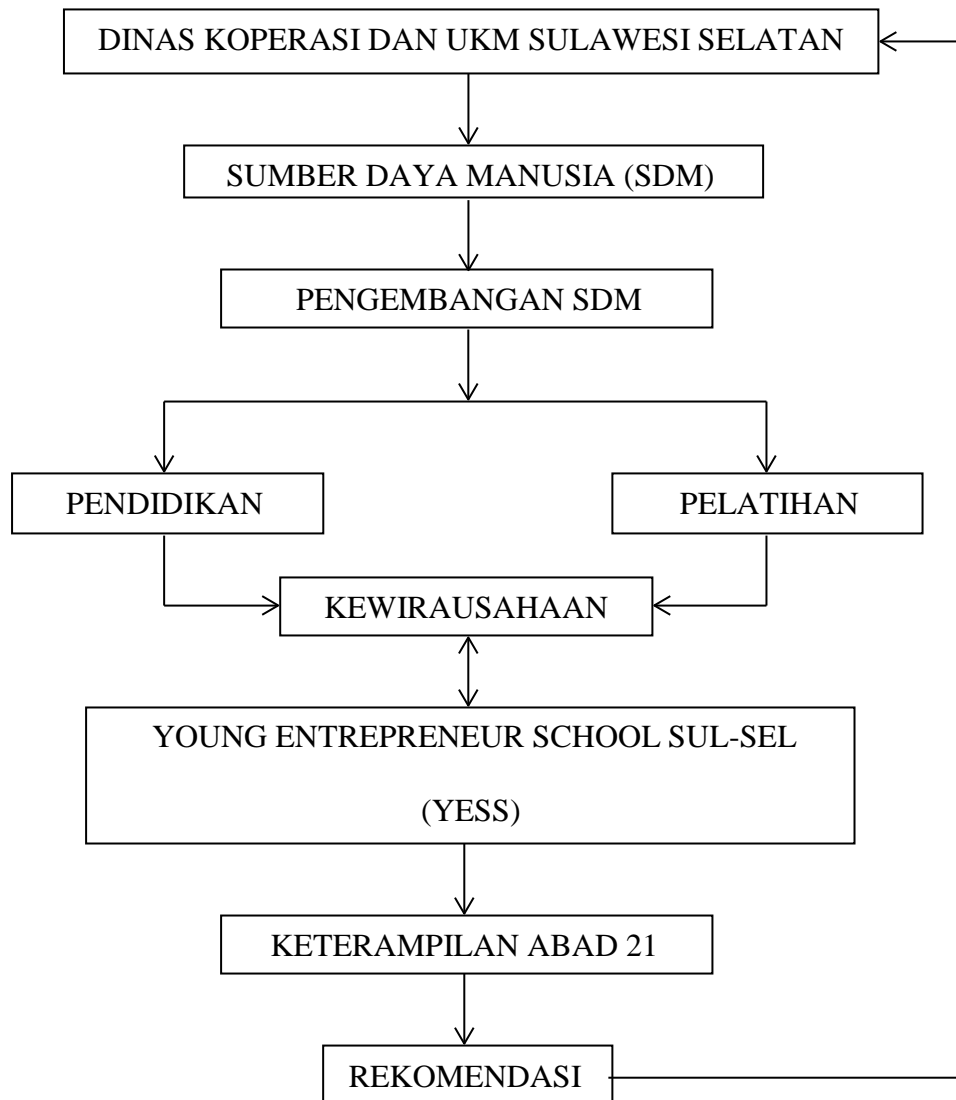 DINAS KOPERASI DAN UKM SULAWESI SELATAN
SUMBER DAYA MANUSIA (SDM)
PENGEMBANGAN SDM
PENDIDIKAN
PELATIHAN
KEWIRAUSAHAAN
YOUNG ENTREPRENEUR SCHOOL SUL-SEL
(YESS)
KETERAMPILAN ABAD 21
REKOMENDASI